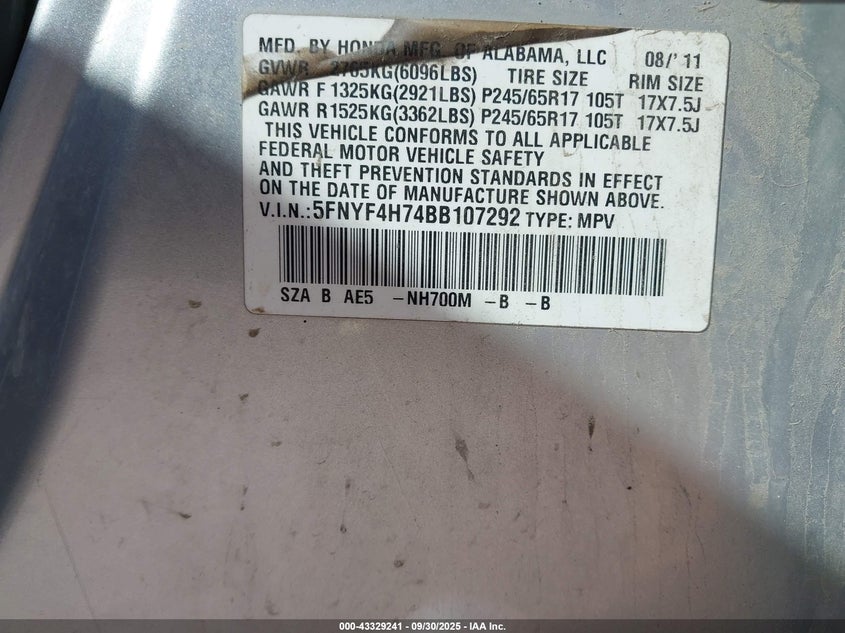 MFD. BY HONDA MFG. OF ALABAMA, LLC 08/'11
GVWR 2765KG(6096LBS) TIRE SIZE RIM SIZE
GAWR F 1325KG(2921LBS) P245/65R17 105T 17X7.5J
GAWR R 1525KG(3362LBS) P245/65R17 105T 17X7.5J
THIS VEHICLE CONFORMS TO ALL APPLICABLE
FEDERAL MOTOR VEHICLE SAFETY
AND THEFT PREVENTION STANDARDS IN EFFECT
ON THE DATE OF MANUFACTURE SHOWN ABOVE.
V.I.N.:5FNYF4H74BB107292 TYPE: MPV
SZA B AE5 -NH700M -B -B
000-43329241 - 09/30/2025 - IAA Inc.